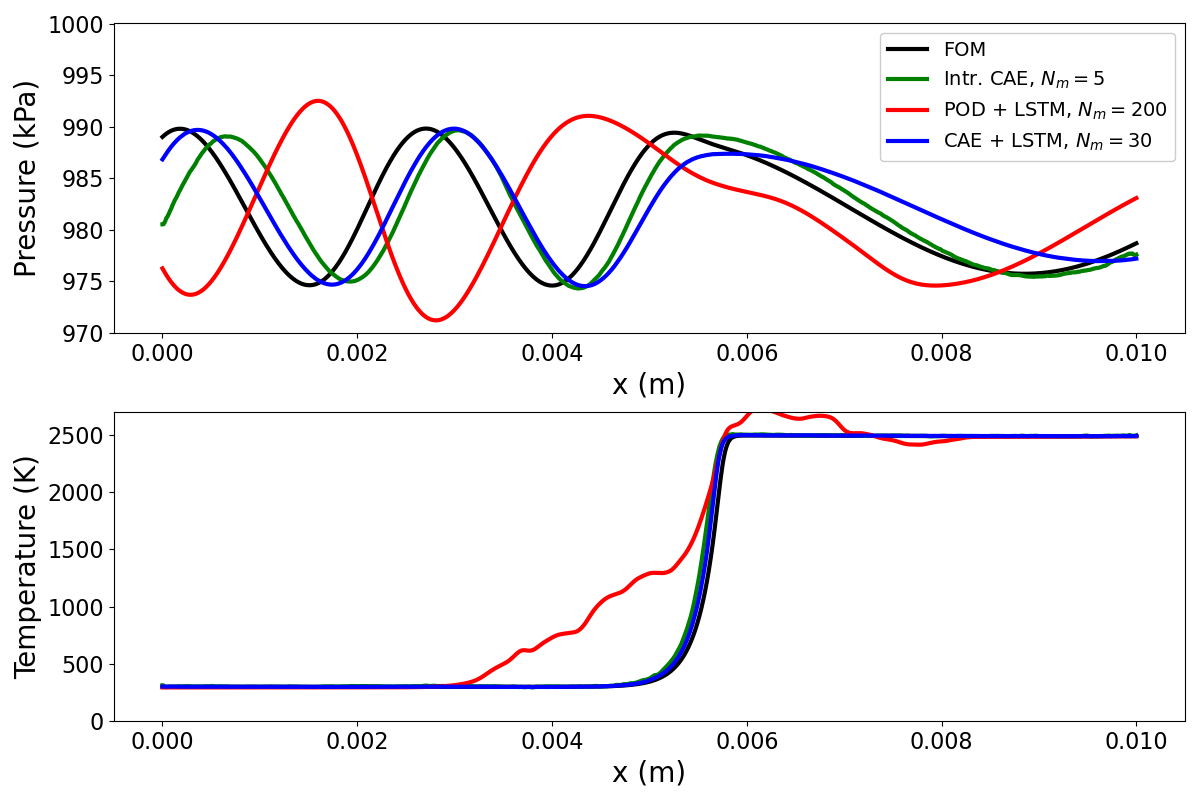 1000
995
990
985
980
975
970
Pressure (kPa)
FOM
Intr. CAE, $N_m = 5$
POD + LSTM, $N_m = 200$
CAE + LSTM, $N_m = 30$
0.000 0.002 0.004 0.006 0.008 0.010
x (m)
2500
2000
1500
1000
500
0
Temperature (K)
0.000 0.002 0.004 0.006 0.008 0.010
x (m)